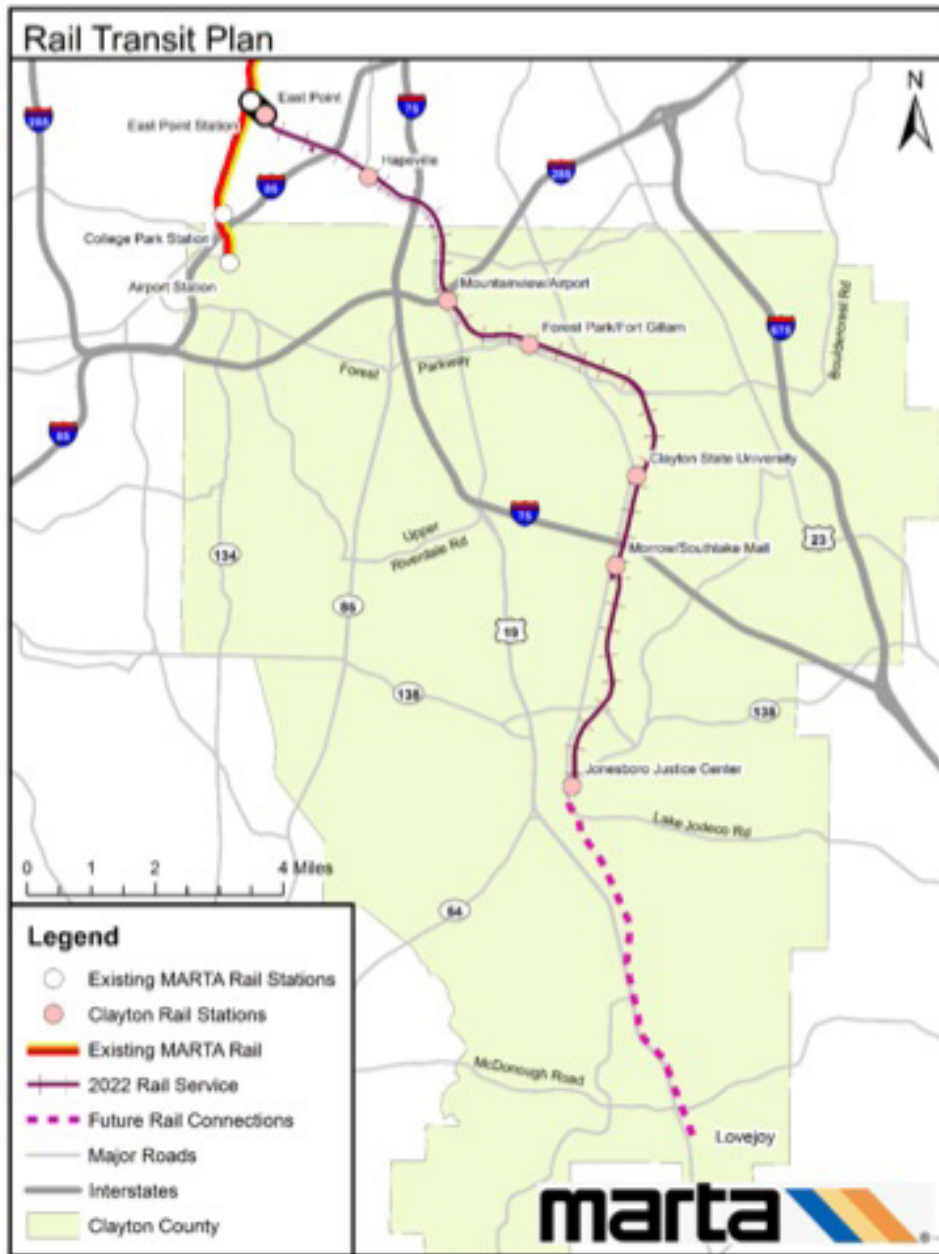 Rail Transit Plan
N
East Point
East Point Station
Hapeville
285
75
85
285
College Park Station
Airport Station
Mountainview/Airport
Forest Park/Fort Gillam
Forest Parkway
Bouldercrest Rd
675
85
Clayton State University
75
Upper
Riverdale Rd
Morrow/Southlake Mall
23
134
85
19
138
138
Jonesboro Justice Center
Lake Jodeco Rd
0 1 2 4 Miles
54
Legend
Existing MARTA Rail Stations
Clayton Rail Stations
Existing MARTA Rail
2022 Rail Service
Future Rail Connections
Major Roads
Interstates
Clayton County
McDonough Road
Lovejoy
marta
®